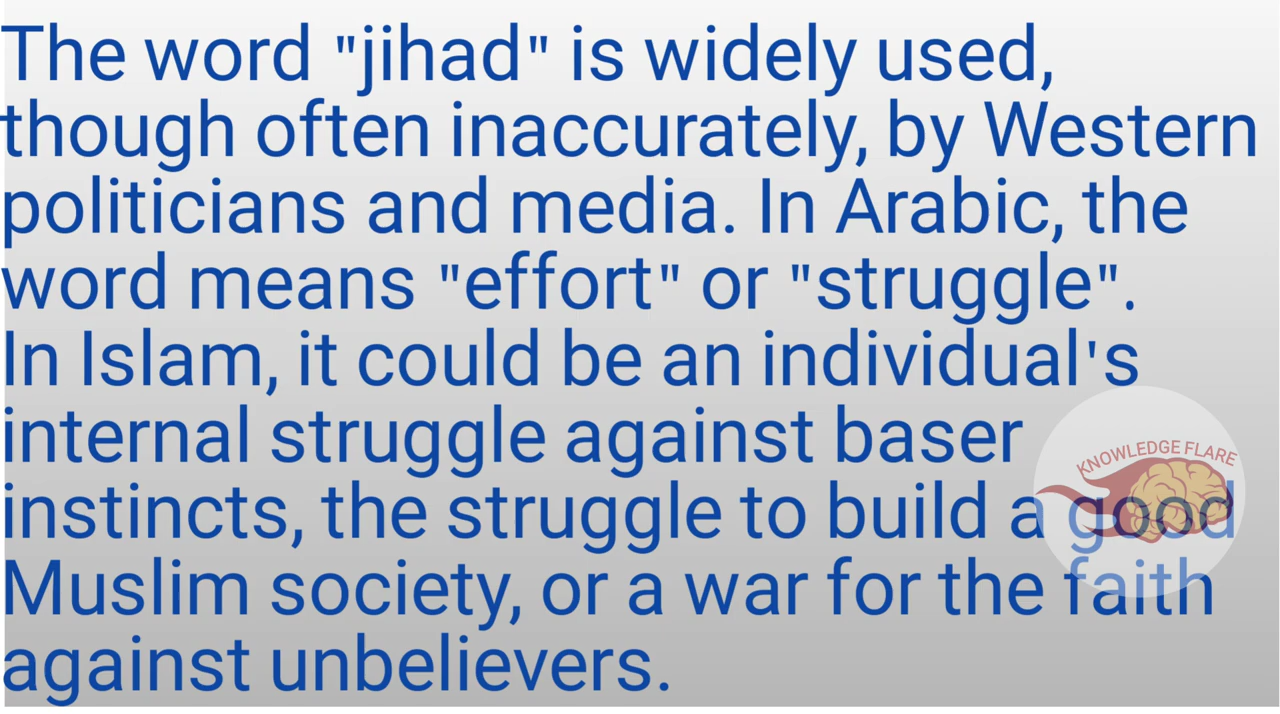 The word "jihad" is widely used,
though often inaccurately, by Western
politicians and media. In Arabic, the
word means "effort" or "struggle".
In Islam, it could be an individual's
internal struggle against baser
instincts, the struggle to build a good
Muslim society, or a war for the faith
against unbelievers.
KNOWLEDGE FLARE